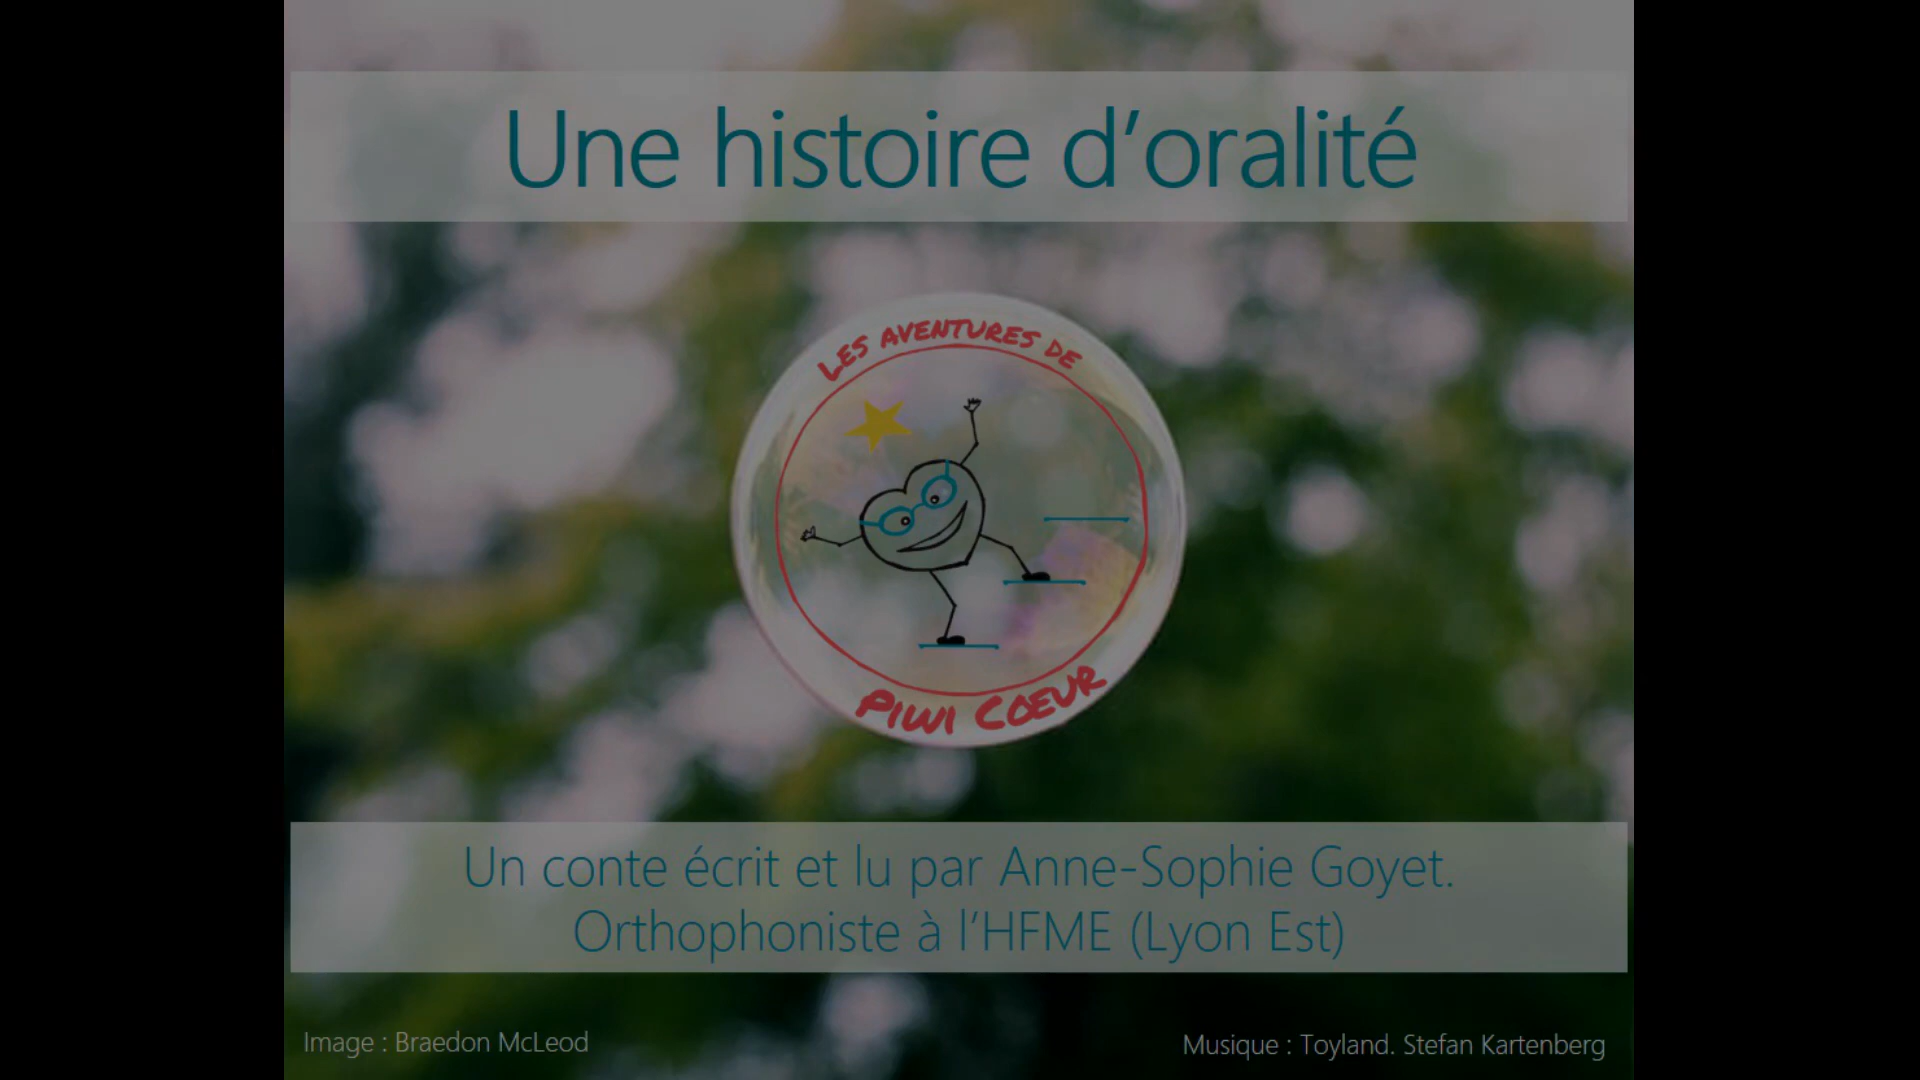 Une histoire d’oralité
LES AVENTURES DE
PIWI COEUR
Un conte écrit et lu par Anne-Sophie Goyet.
Orthophoniste à l’HFME (Lyon Est)
Image : Braedon McLeod
Musique : Toyland. Stefan Kartenberg